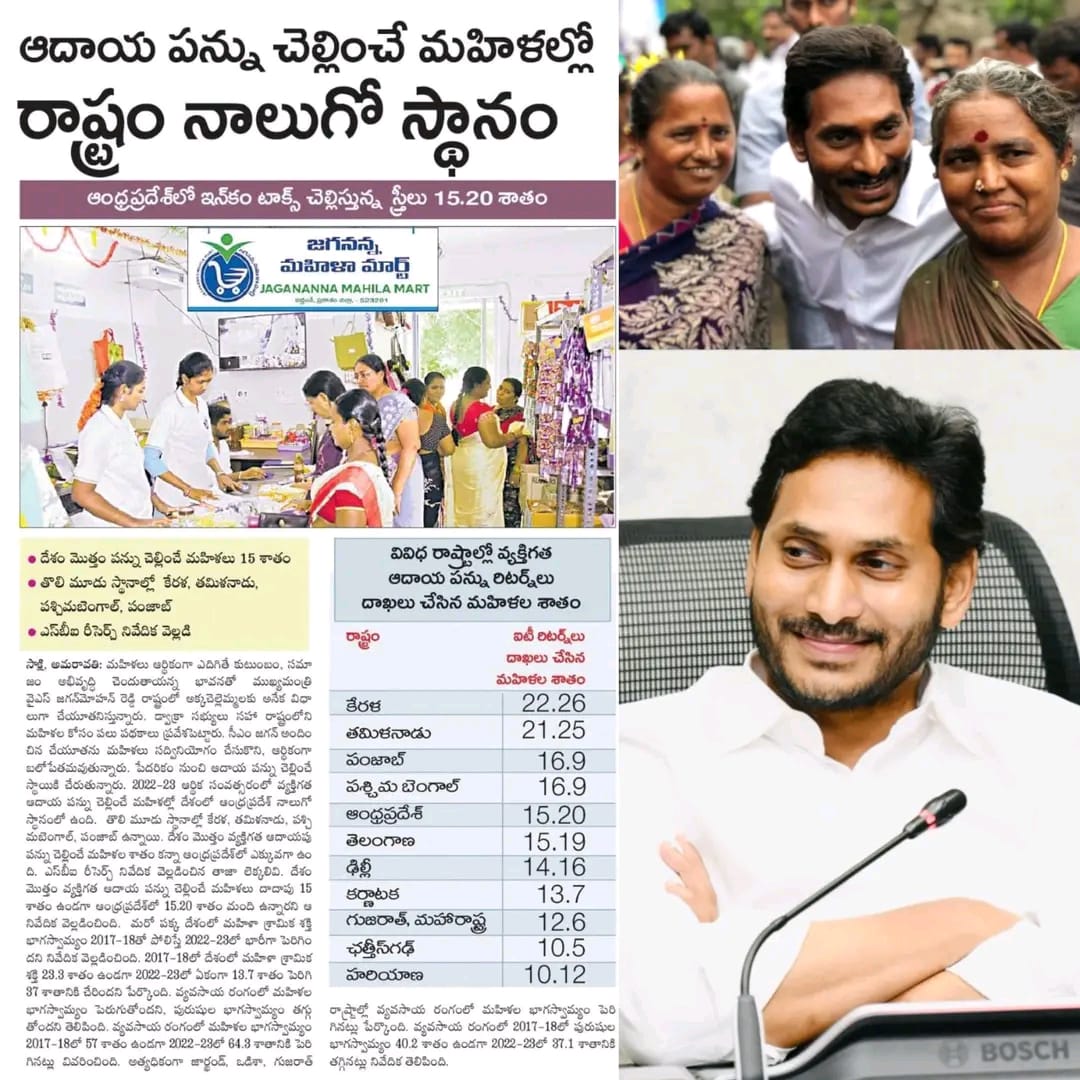 ఆదాయ పన్ను చెల్లించే మహిళల్లో
రాష్ట్రం నాలుగో స్థానం
ఆంధ్రప్రదేశ్‌లో ఇన్‌కం టాక్స్ చెల్లిస్తున్న స్త్రీలు 15.20 శాతం
జగనన్న
మహిళా మార్ట్
JAGANANNA MAHILA MART
- 523201
• దేశం మొత్తం పన్ను చెల్లించే మహిళలు 15 శాతం
• తొలి మూడు స్థానాల్లో కేరళ, తమిళనాడు,
పశ్చిమబెంగాల్, పంజాబ్
• ఎస్‌బీఐ రీసెర్చ్ నివేదిక వెల్లడి
సాక్షి, అమరావతి: మహిళలు ఆర్థికంగా ఎదిగితే కుటుంబం, సమా
జం అభివృద్ధి చెందుతాయన్న భావనతో ముఖ్యమంత్రి
వైఎస్ జగన్‌మోహన్ రెడ్డి రాష్ట్రంలో అక్కచెల్లెమ్మలకు అనేక విధా
లుగా చేయూతనిస్తున్నారు. డ్వాక్రా సభ్యులు సహా రాష్ట్రంలోని
మహిళల కోసం పలు పథకాలు ప్రవేశపెట్టారు. సీఎం జగన్ అందిం
చిన చేయూతను మహిళలు సద్వినియోగం చేసుకొని, ఆర్థికంగా
బలోపేతమవుతున్నారు. పేదరికం నుంచి ఆదాయ పన్ను చెల్లించే
స్థాయికి చేరుతున్నారు. 2022-23 ఆర్థిక సంవత్సరంలో వ్యక్తిగత
ఆదాయ పన్ను చెల్లించే మహిళల్లో దేశంలో ఆంధ్రప్రదేశ్ నాలుగో
స్థానంలో ఉంది. తొలి మూడు స్థానాల్లో కేరళ, తమిళనాడు, పశ్చి
మబెంగాల్, పంజాబ్ ఉన్నాయి. దేశం మొత్తం వ్యక్తిగత ఆదాయపు
పన్ను చెల్లించే మహిళల శాతం కన్నా ఆంధ్రప్రదేశ్‌లో ఎక్కువగా ఉం
ది. ఎస్‌బీఐ రీసెర్చ్ నివేదిక వెల్లడించిన తాజా లెక్కలివి. దేశం
మొత్తం వ్యక్తిగత ఆదాయ పన్ను చెల్లించే మహిళలు దాదాపు 15
శాతం ఉండగా ఆంధ్రప్రదేశ్‌లో 15.20 శాతం మంది ఉన్నారని ఆ
నివేదిక వెల్లడించింది. మరో పక్క దేశంలో మహిళా శ్రామిక శక్తి
భాగస్వామ్యం 2017-18తో పోలిస్తే 2022-23లో భారీగా పెరిగిం
దని నివేదిక వెల్లడించింది. 2017-18లో దేశంలో మహిళా శ్రామిక
శక్తి 23.3 శాతం ఉండగా 2022-23లో ఏకంగా 13.7 శాతం పెరిగి
37 శాతానికి చేరిందని పేర్కొంది. వ్యవసాయ రంగంలో మహిళల
భాగస్వామ్యం పెరుగుతోందని, పురుషుల భాగస్వామ్యం తగ్గు
తోందని తెలిపింది. వ్యవసాయ రంగంలో మహిళల భాగస్వామ్యం
2017-18లో 57 శాతం ఉండగా 2022-23లో 64.3 శాతానికి పెరి
గినట్లు వివరించింది. అత్యధికంగా జార్ఖండ్, ఒడిశా, గుజరాత్
వివిధ రాష్ట్రాల్లో వ్యక్తిగత
ఆదాయ పన్ను రిటర్న్‌లు
దాఖలు చేసిన మహిళల శాతం
రాష్ట్రం ఐటీ రిటర్న్‌లు
దాఖలు చేసిన
మహిళల శాతం
కేరళ 22.26
తమిళనాడు 21.25
పంజాబ్ 16.9
పశ్చిమ బెంగాల్ 16.9
ఆంధ్రప్రదేశ్ 15.20
తెలంగాణ 15.19
ఢిల్లీ 14.16
కర్ణాటక 13.7
గుజరాత్, మహారాష్ట్ర 12.6
ఛత్తీస్‌గఢ్ 10.5
హరియాణ 10.12
రాష్ట్రాల్లో వ్యవసాయ రంగంలో మహిళల భాగస్వామ్యం పెరి
గినట్లు పేర్కొంది. వ్యవసాయ రంగంలో 2017-18లో పురుషుల
భాగస్వామ్యం 40.2 శాతం ఉండగా 2022-23లో 37.1 శాతానికి
తగ్గినట్లు నివేదిక తెలిపింది.
BOSCH